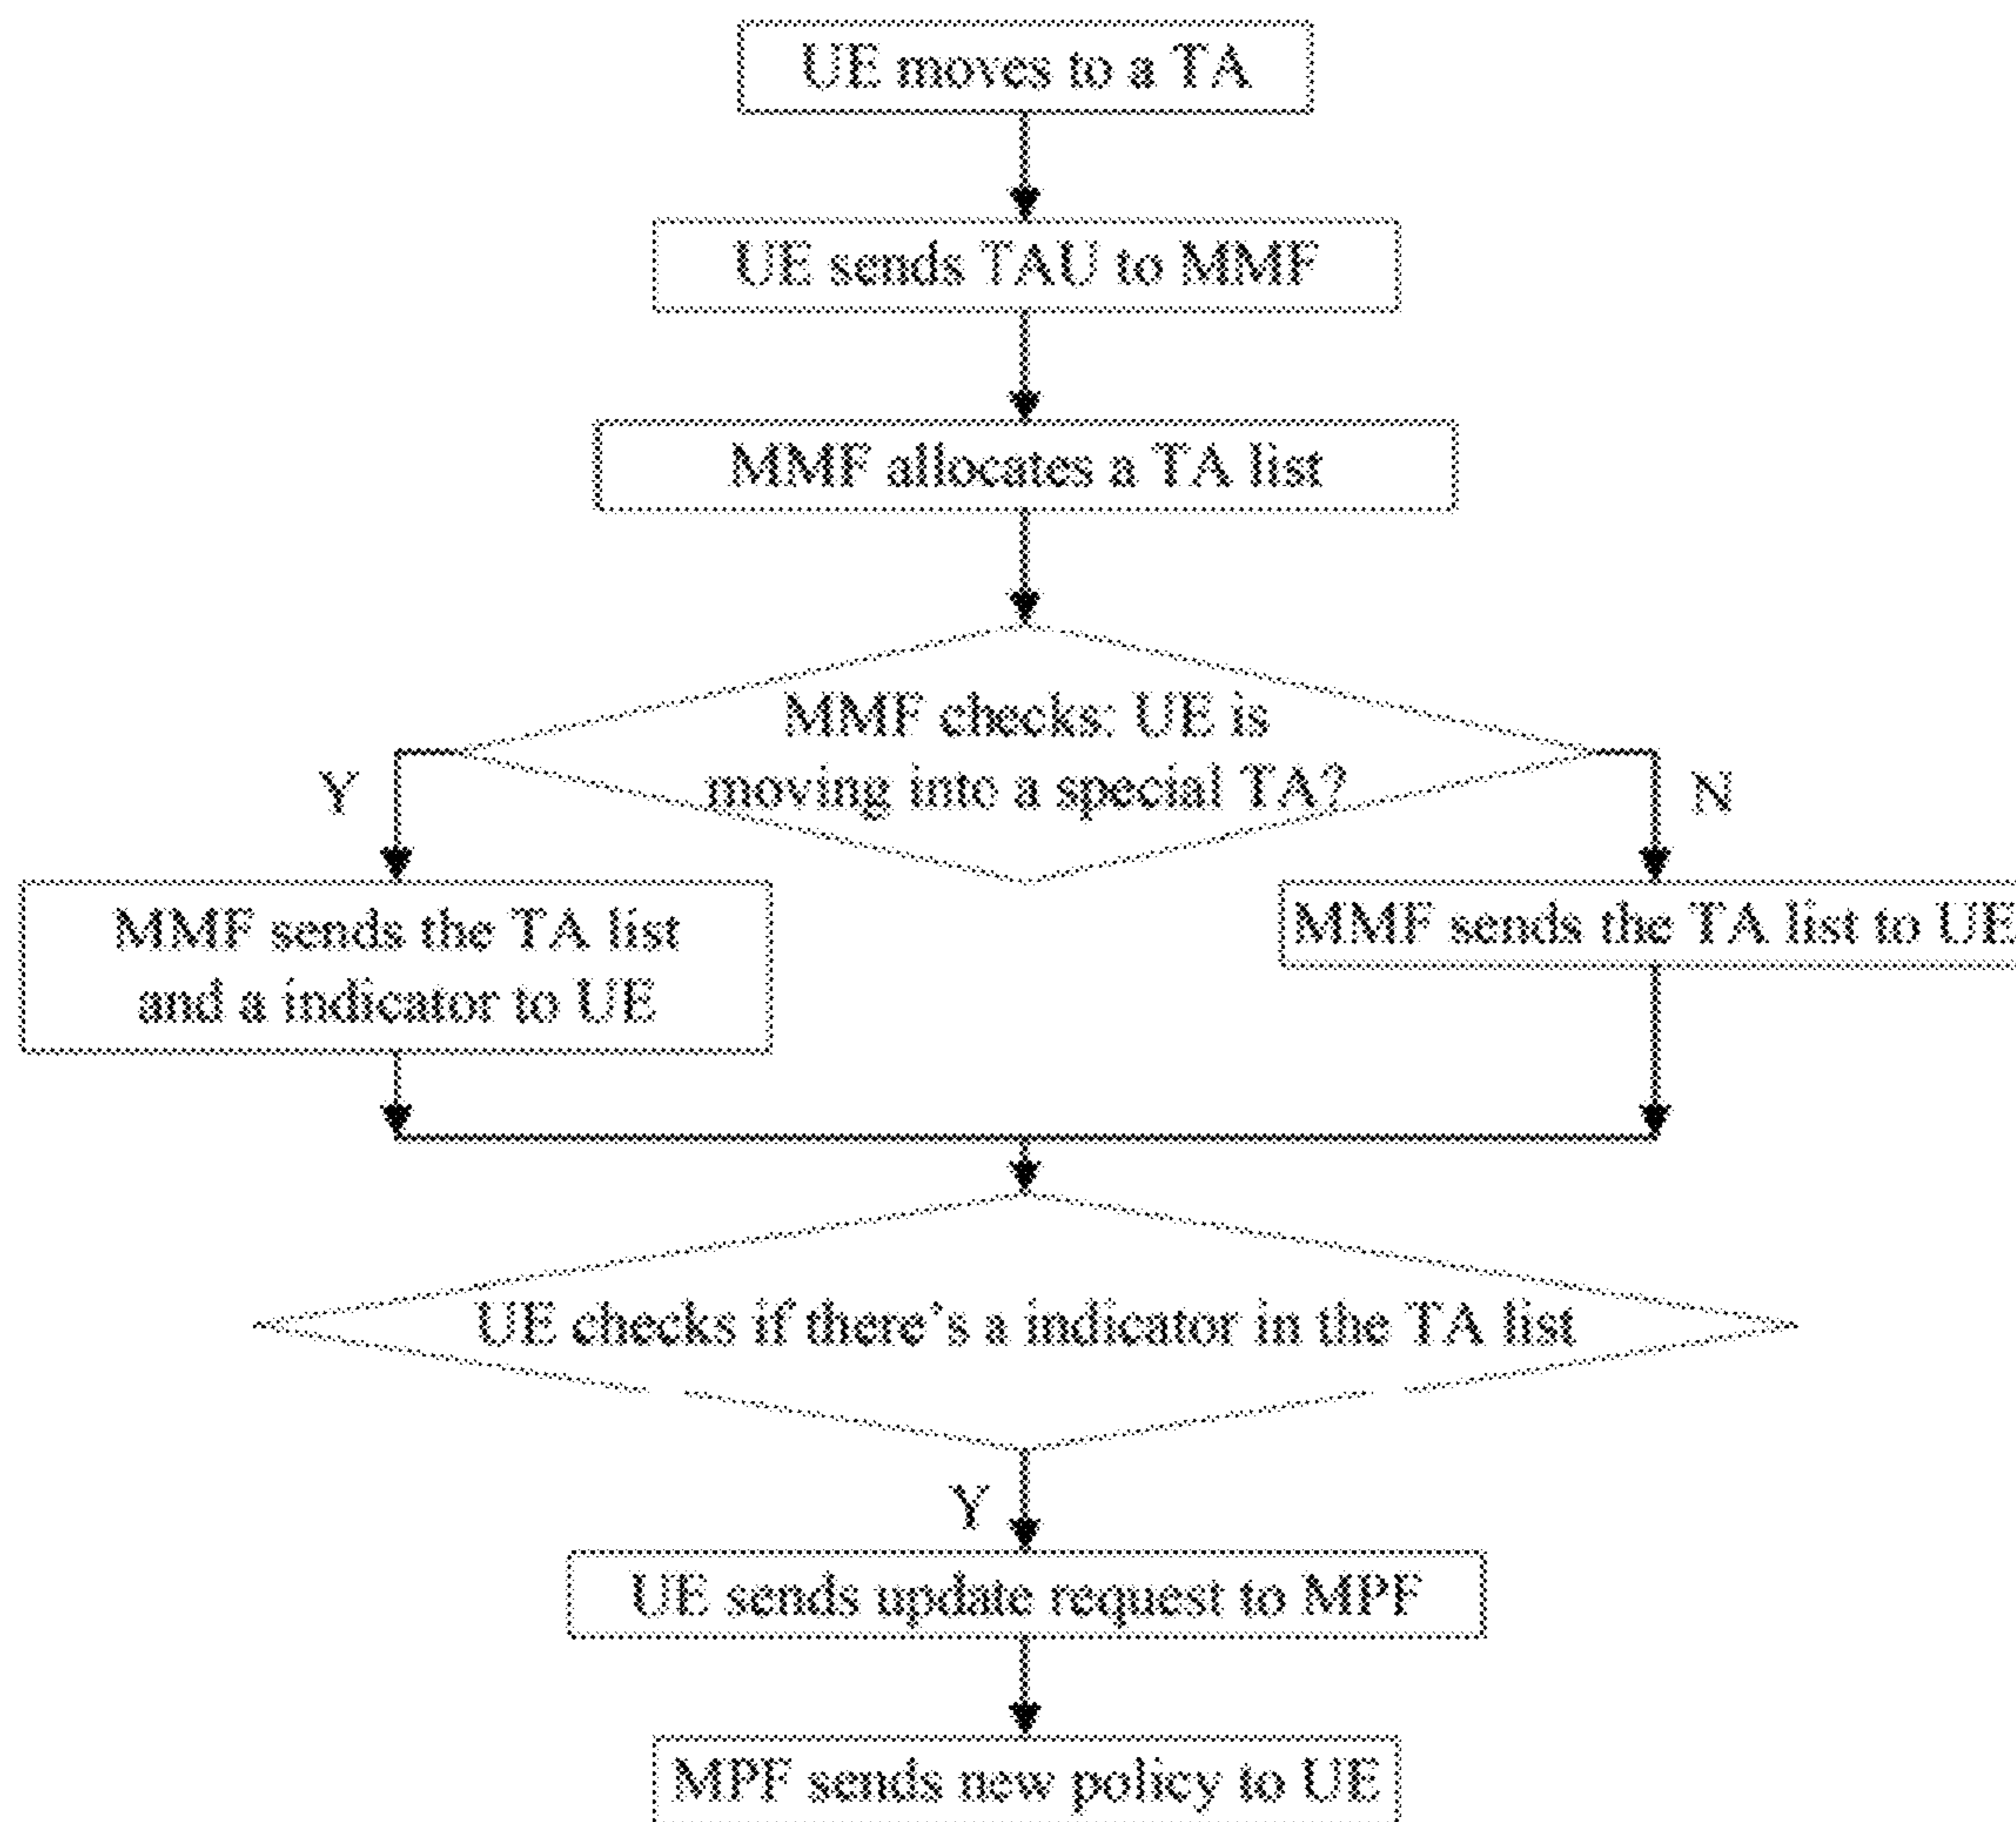 UE moves to a TA
UE sends TAU to MMF
MMF allocates a TA list
MMF checks: UE is
moving into a special TA?
Y
N
MMF sends the TA list
and a indicator to UE
MMF sends the TA list to UE
UE checks if there's a indicator in the TA list
Y
UE sends update request to MPF
MPF sends new policy to UE